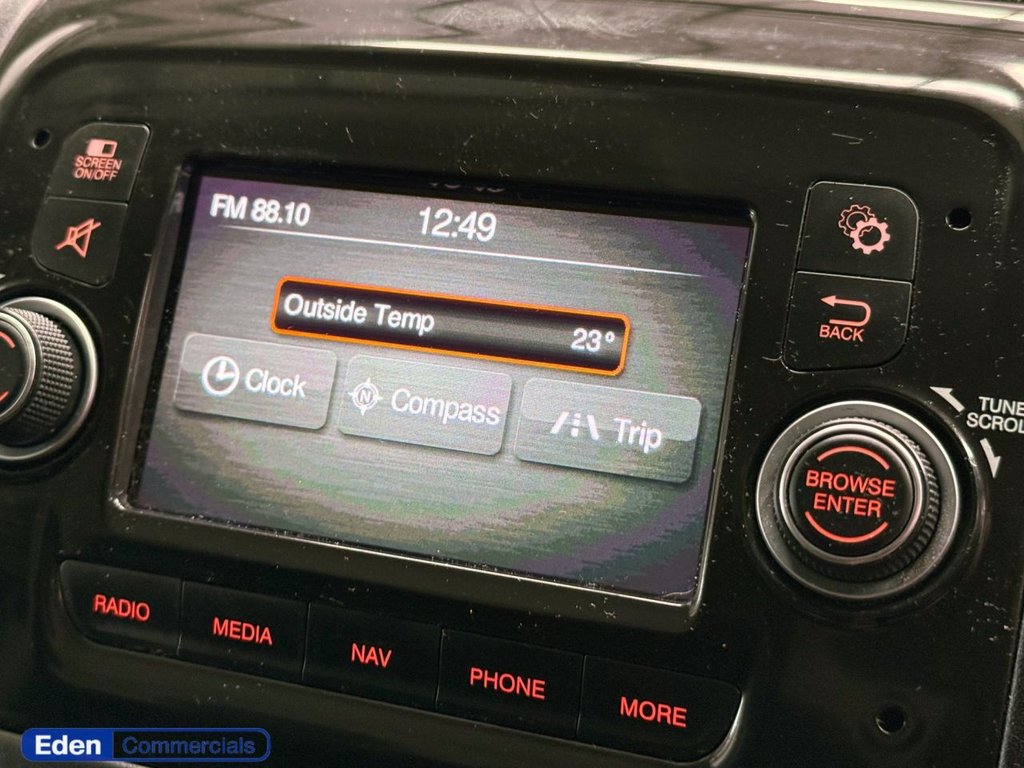 SCREEN
ON/OFF
FM 88.10
12:49
Outside Temp
23°
Clock
N
Compass
Trip
BACK
TUNE
SCROLL
BROWSE
ENTER
RADIO
MEDIA
NAV
PHONE
MORE
Eden Commercials